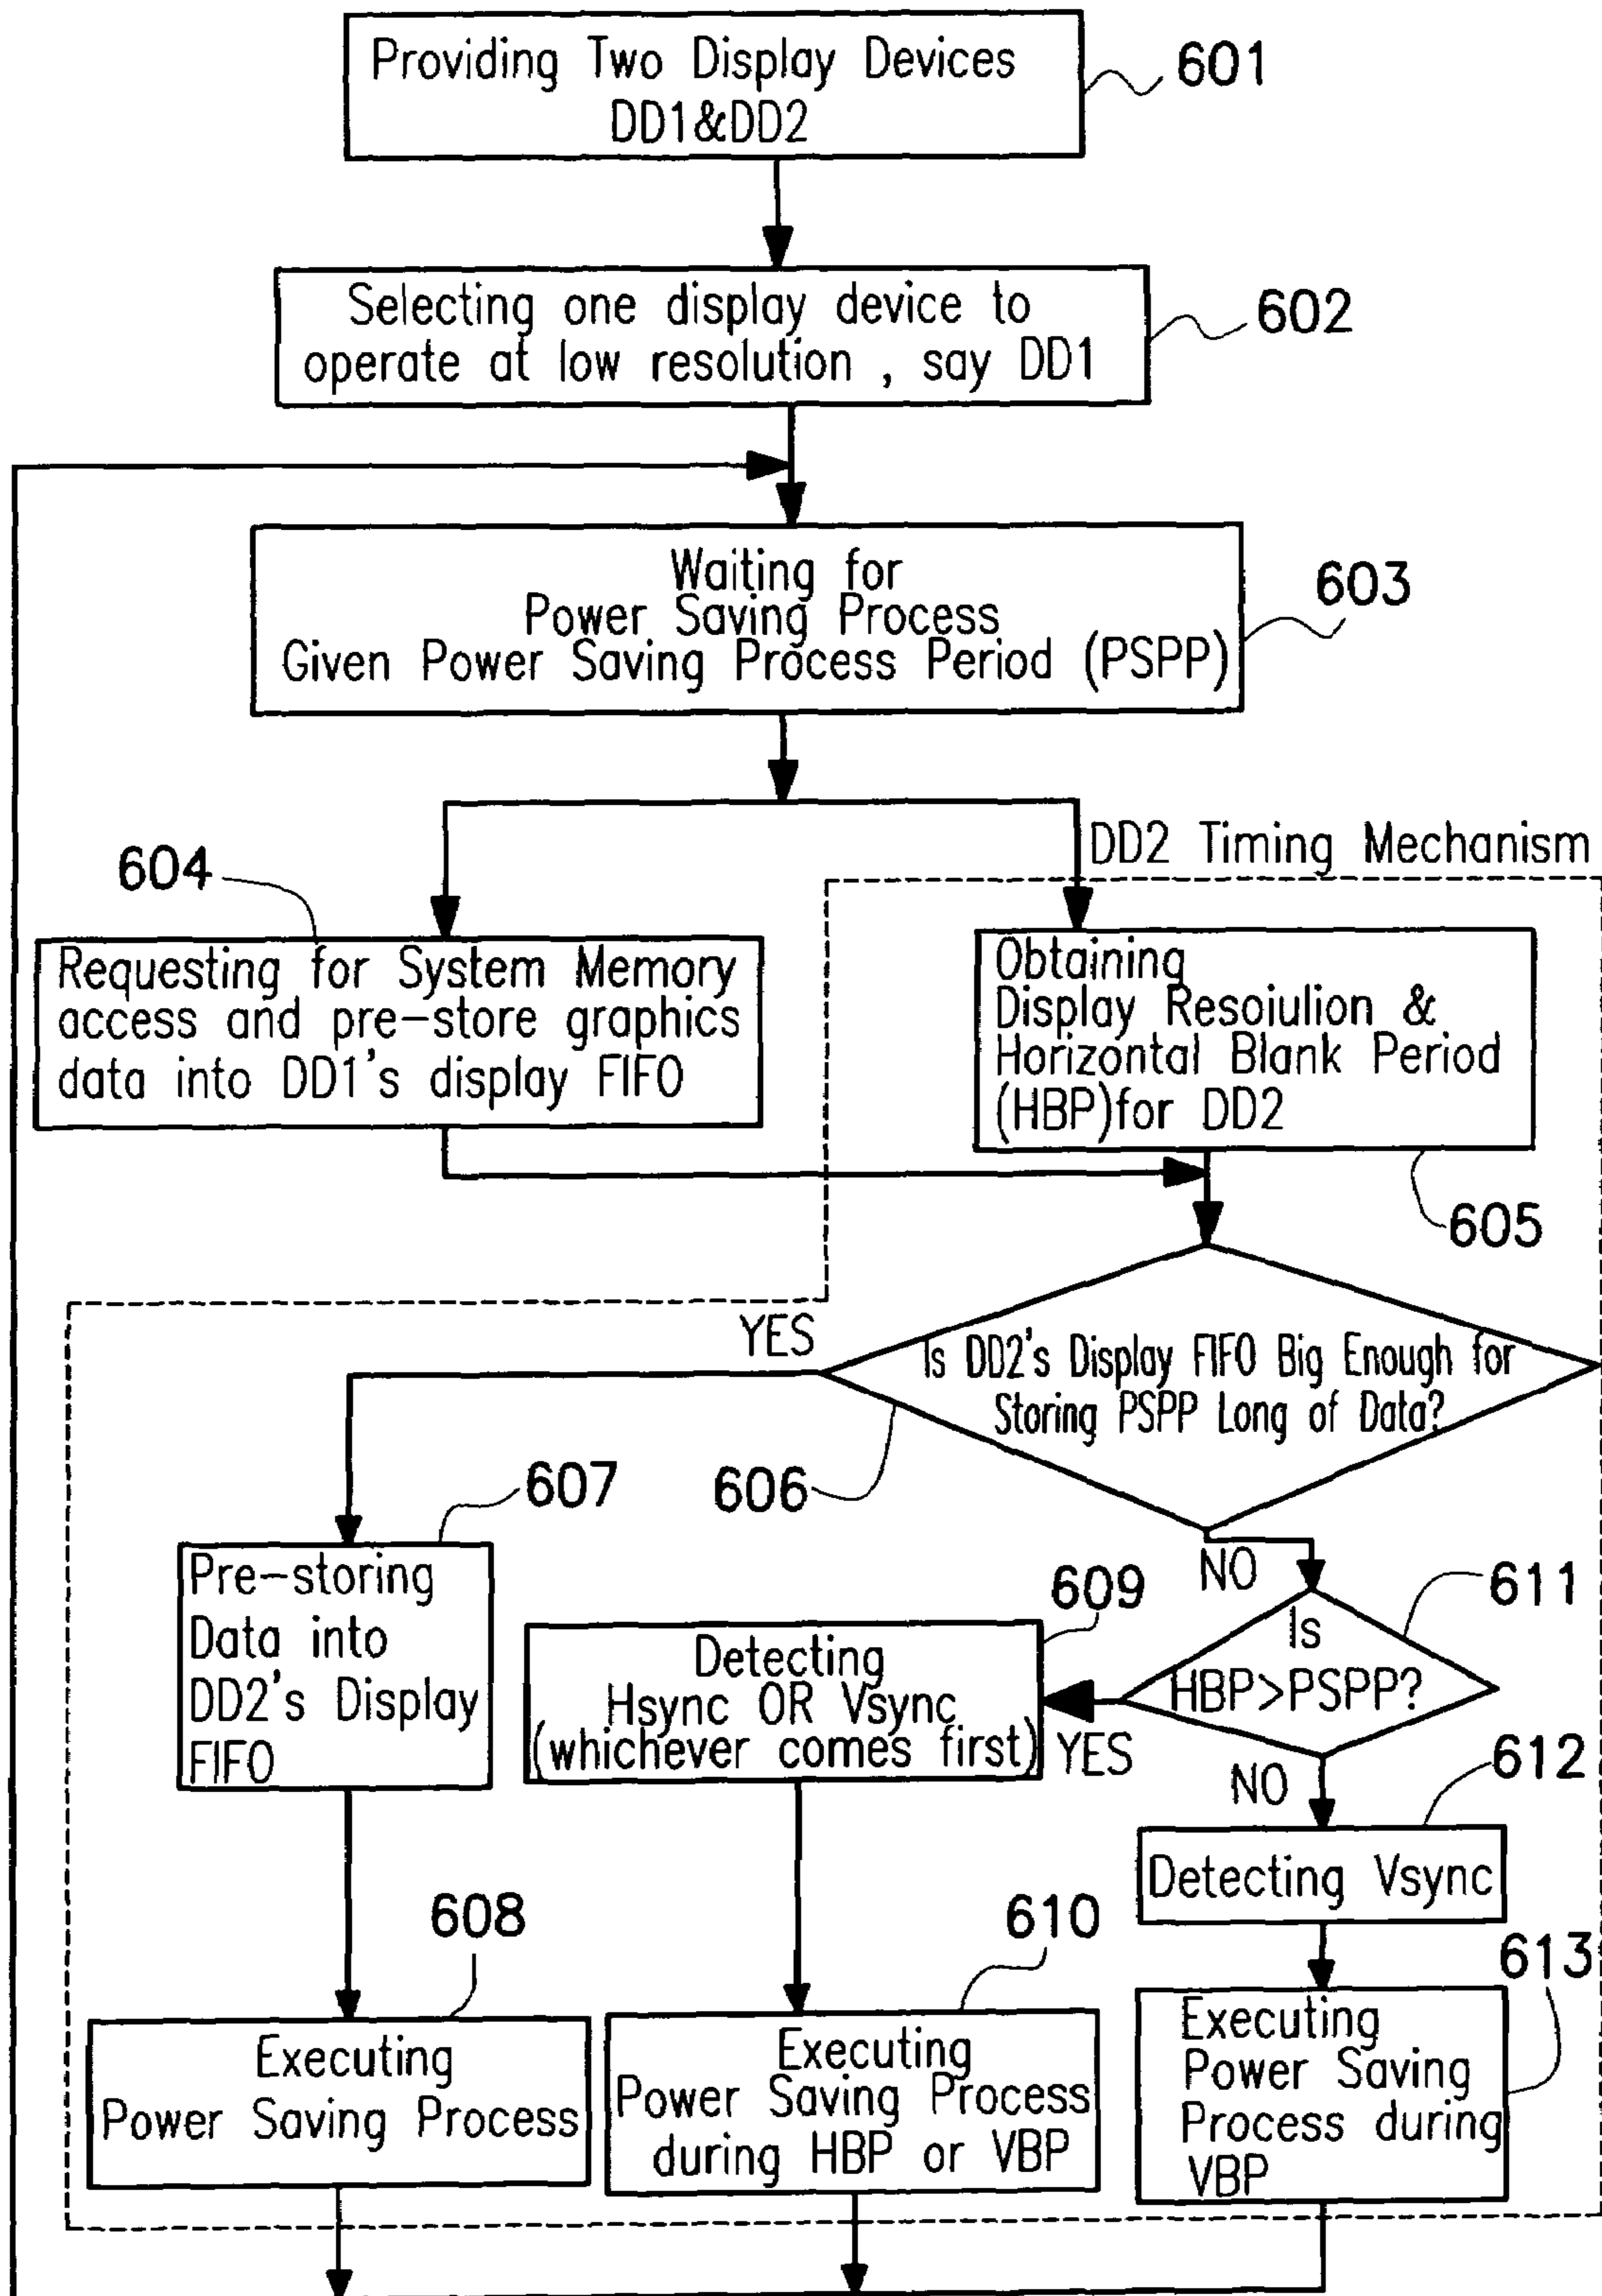 Providing Two Display Devices
DD1&DD2
601
Selecting one display device to
operate at low resolution , say DD1
602
Waiting for
Power Saving Process
Given Power Saving Process Period (PSPP)
603
DD2 Timing Mechanism
604
Requesting for System Memory
access and pre-store graphics
data into DD1's display FIFO
Obtaining
Display Resoiulion &
Horizontal Blank Period
(HBP)for DD2
605
YES
Is DD2's Display FIFO Big Enough for
Storing PSPP Long of Data?
606
607
Pre-storing
Data into
DD2's Display
FIFO
NO
609
611
Detecting
Hsync OR Vsync
(whichever comes first)
Is
HBP>PSPP?
YES
NO
612
Detecting Vsync
608
610
613
Executing
Power Saving Process
Executing
Power Saving Process
during HBP or VBP
Executing
Power Saving
Process during
VBP